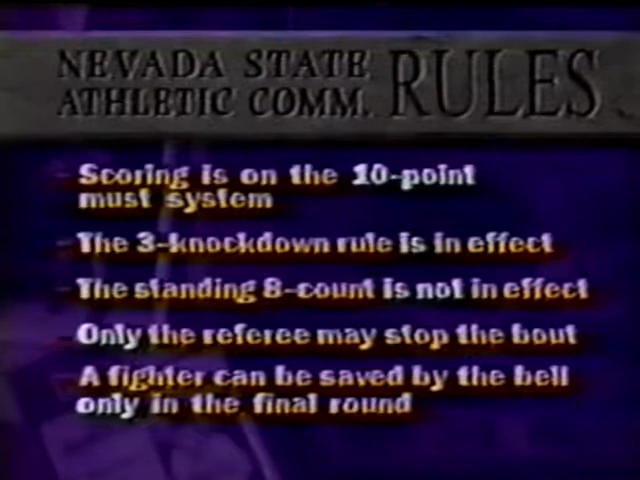 NEVADA STATE
ATHLETIC COMM. RULES
Scoring is on the 10-point
must system
The 3-knockdown rule is in effect
The standing 8-count is not in effect
Only the referee may stop the bout
A fighter can be saved by the bell
only in the final round